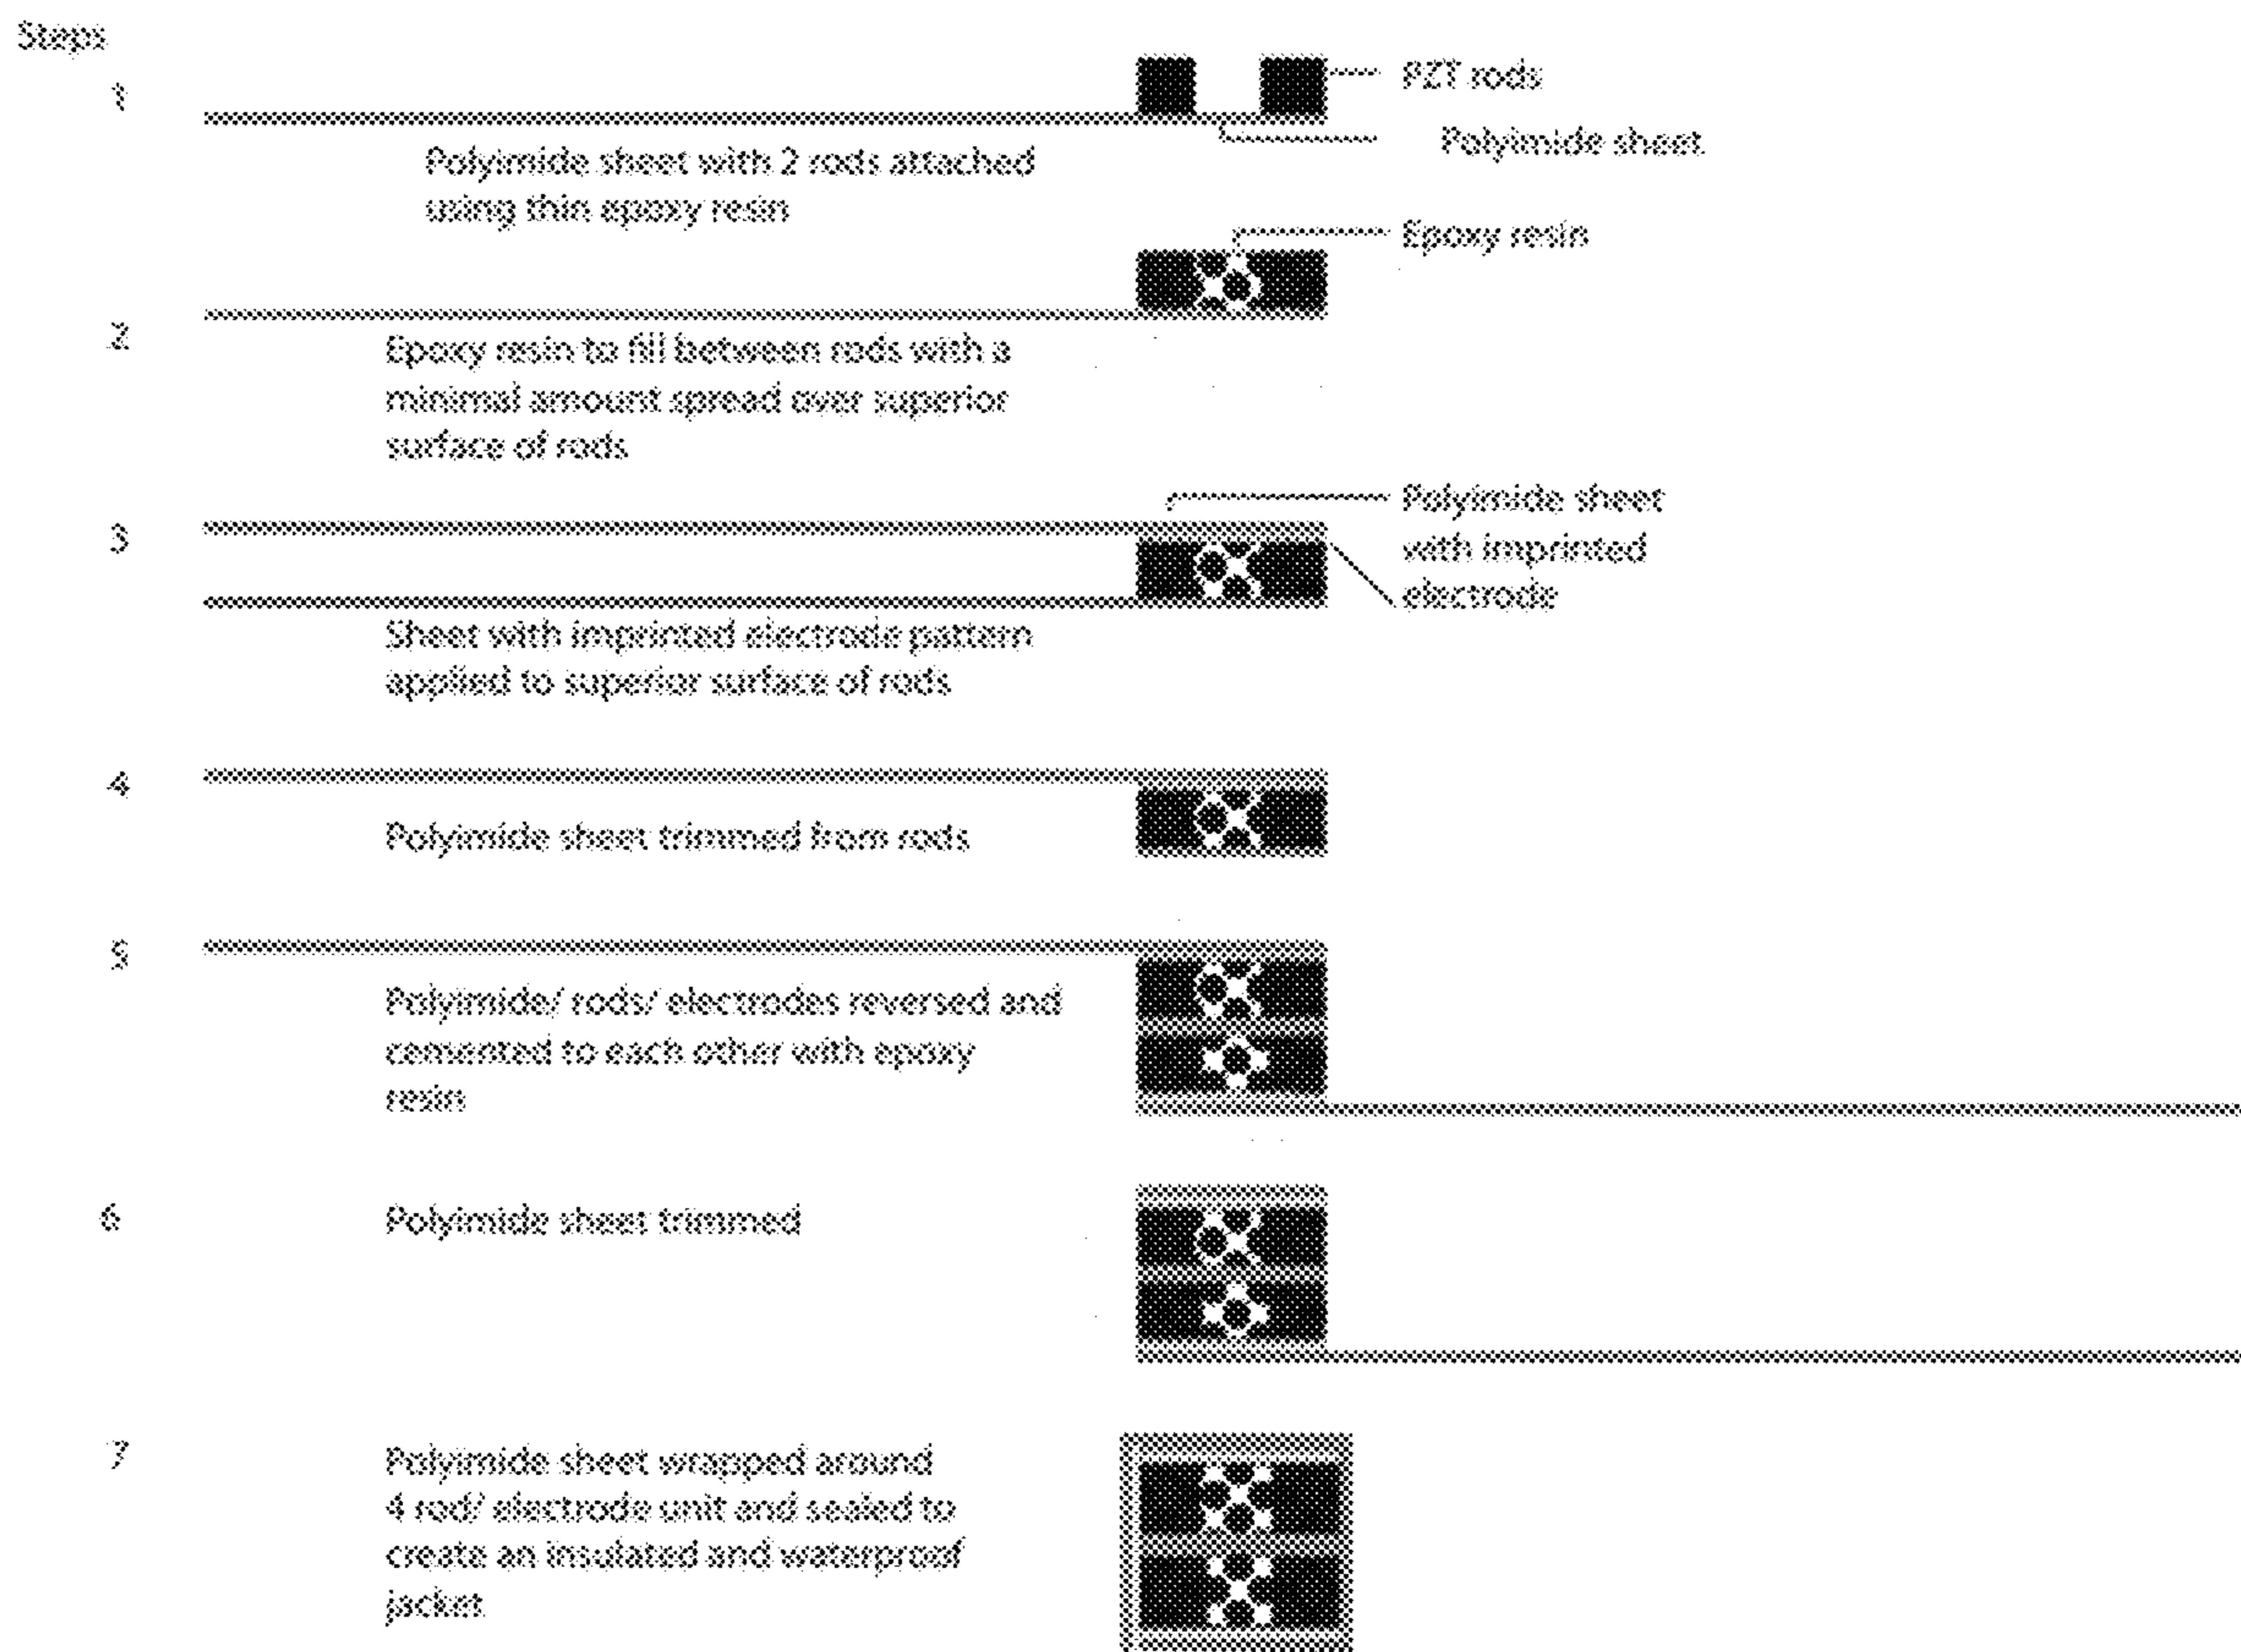 Steps
1
PZT rods
Polyimide sheet
Polyimide sheet with 2 rods attached
using thin epoxy resin
Epoxy resin
2
Epoxy resin to fill between rods with a
minimal amount spread over superior
surface of rods
Polyimide sheet
with imprinted
electrode
3
Sheet with imprinted electrode pattern
applied to superior surface of rods
4
Polyimide sheet trimmed from rods
5
Polyimide/ rods/ electrodes reversed and
cemented to each other with epoxy
resin
6
Polyimide sheet trimmed
7
Polyimide sheet wrapped around
4 rod/ electrode unit and sealed to
create an insulated and waterproof
jacket